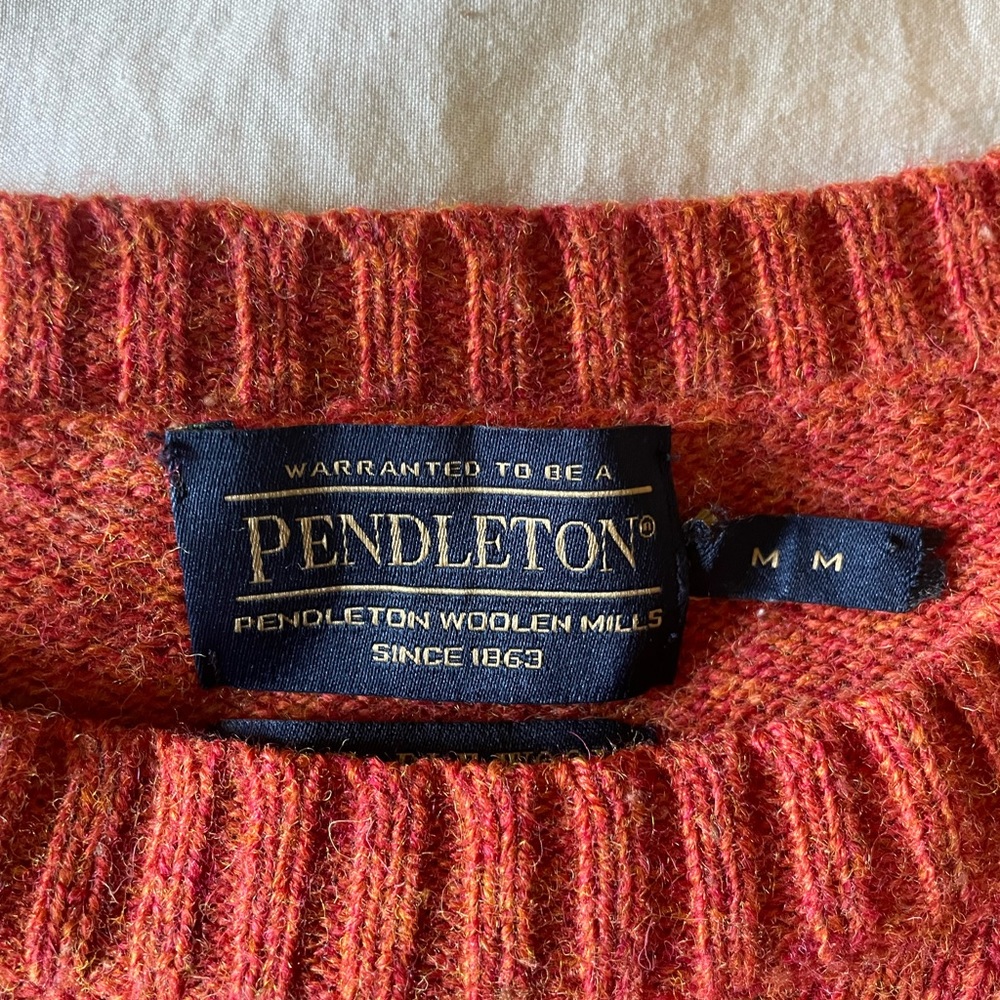 WARRANTED TO BE A
PENDLETON®
PENDLETON WOOLEN MILLS
SINCE 1863
M M